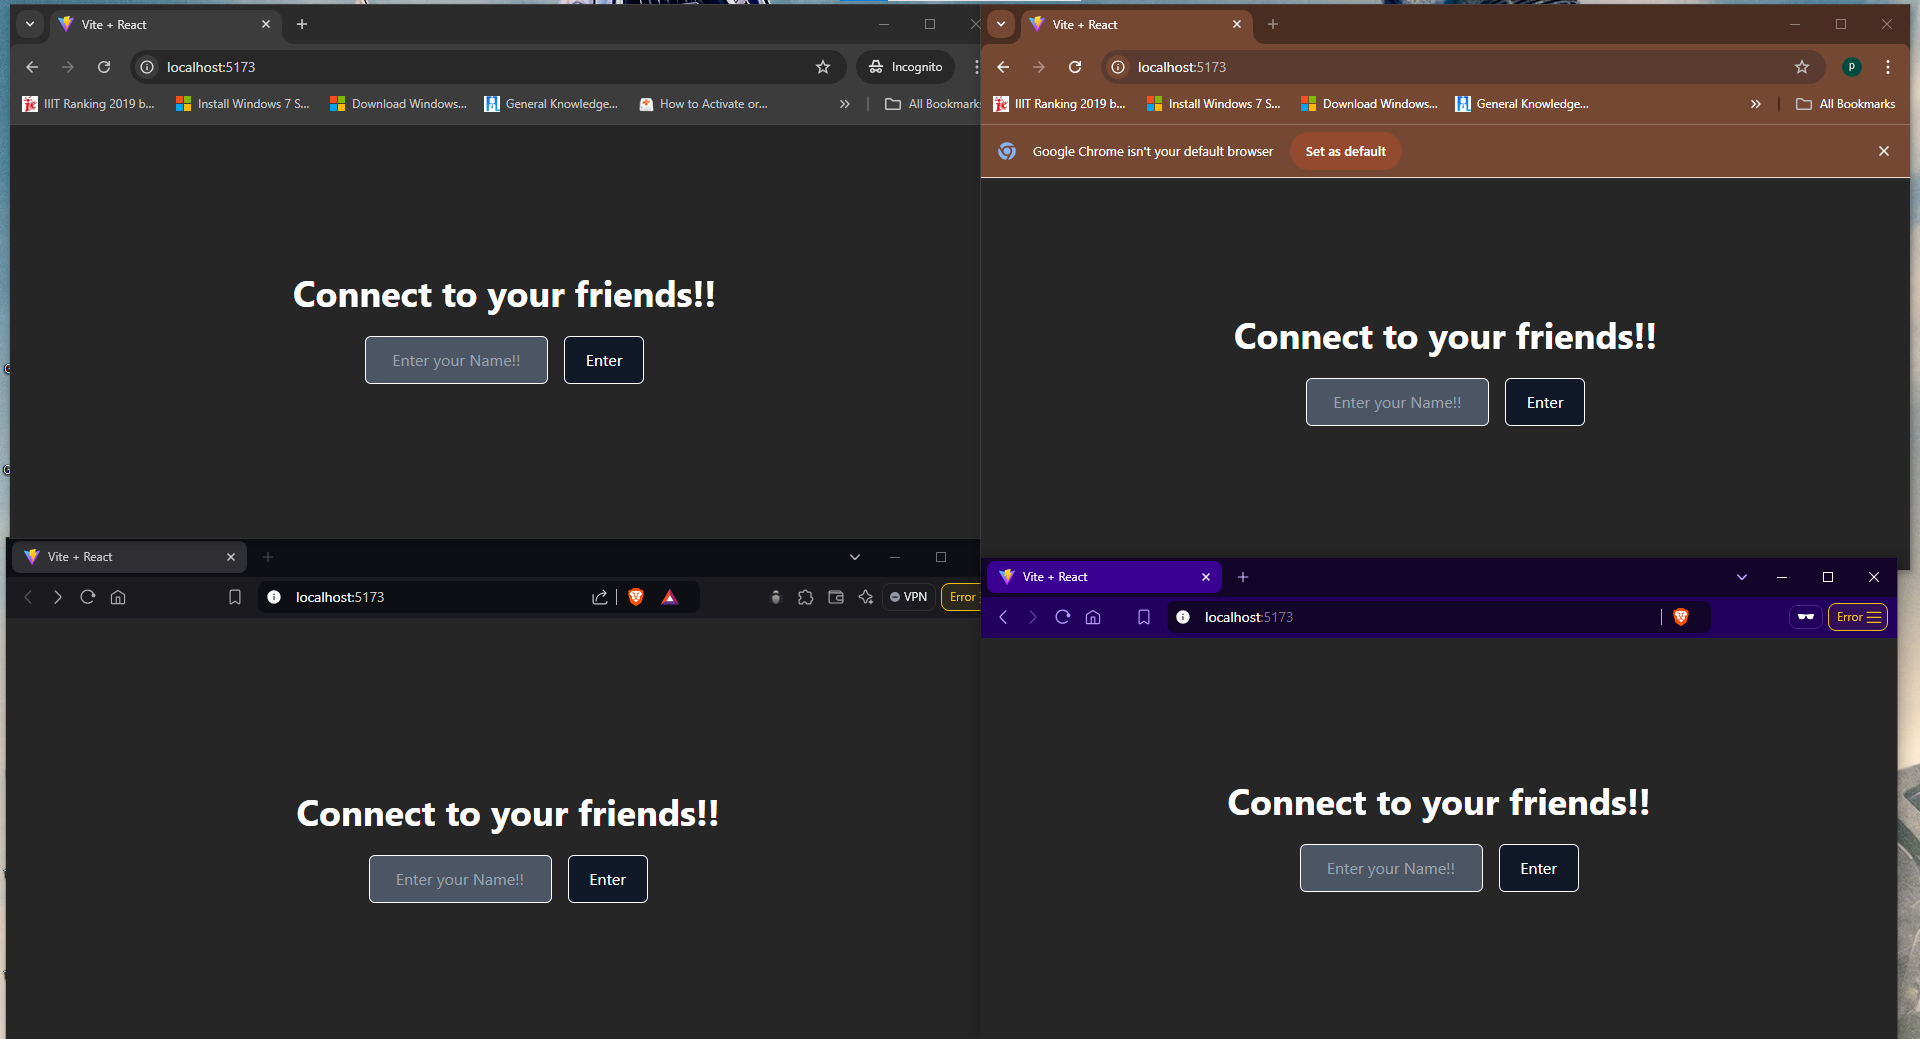 Vite + React
localhost:5173
Incognito
IIIT Ranking 2019 b...
Install Windows 7 S...
Download Windows...
General Knowledge...
How to Activate or...
All Bookmarks
Connect to your friends!!
Enter your Name!!
Enter
Vite + React
localhost:5173
P
IIIT Ranking 2019 b...
Install Windows 7 S...
Download Windows...
General Knowledge...
All Bookmarks
Google Chrome isn't your default browser
Set as default
Connect to your friends!!
Enter your Name!!
Enter
Vite + React
localhost:5173
VPN
Error
Connect to your friends!!
Enter your Name!!
Enter
Vite + React
localhost:5173
Error
Connect to your friends!!
Enter your Name!!
Enter